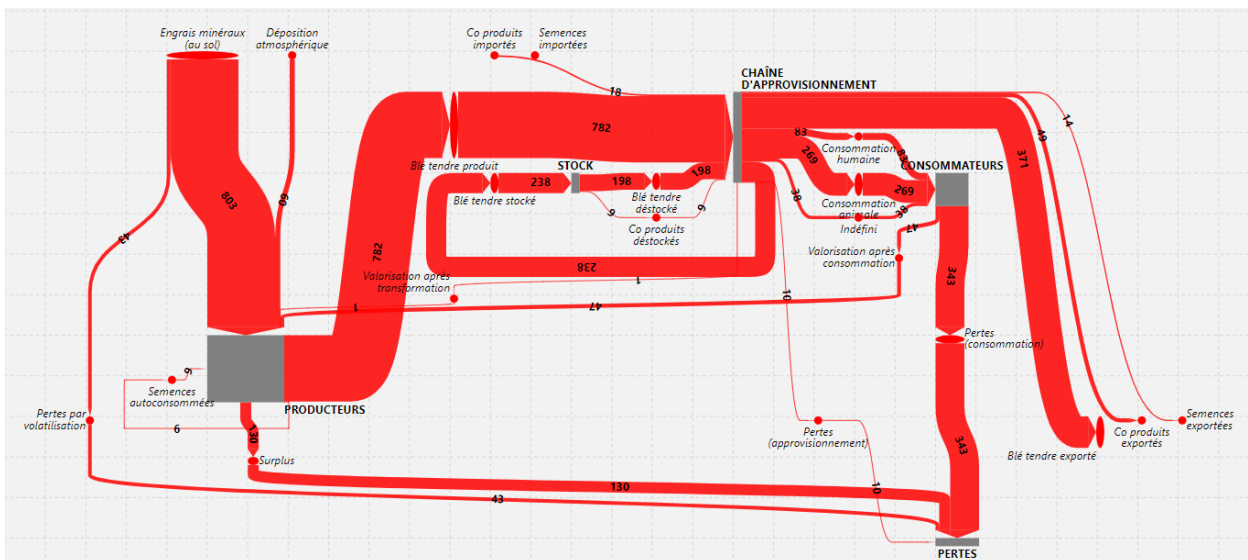 Engrais minéraux
(au sol)
Déposition
atmosphérique
Co produits
importés
Semences
importées
CHAÎNE
D'APPROVISIONNEMENT
18
14
49
782
83
Consommation
humaine
83
371
Blé tendre produit
STOCK
269
CONSOMMATEURS
198
238
198
269
Blé tendre stocké
Blé tendre
déstocké
Consommation
animale
38
38
803
60
9
9
Co produits
déstockés
Indéfini
47
43
782
238
Valorisation après
consommation
Valorisation après
transformation
1
343
10
1
47
Pertes
(consommation)
9
Semences
autoconsommées
PRODUCTEURS
Pertes par
volatilisation
9
130
Pertes
(approvisionnement)
Co produits
exportés
Semences
exportées
343
Blé tendre exporté
Surplus
130
10
43
PERTES